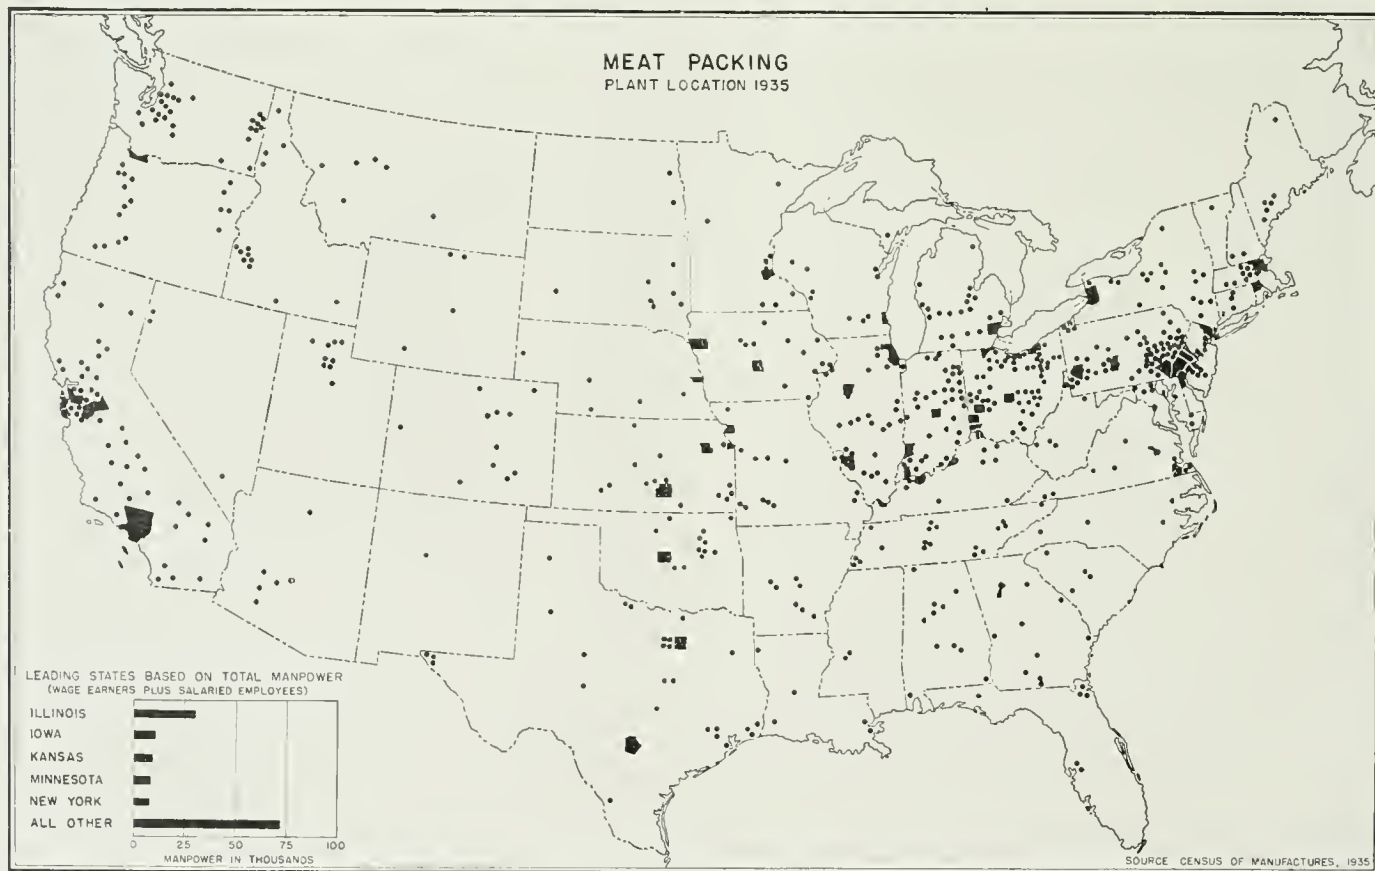 MEAT PACKING
PLANT LOCATION 1935
LEADING STATES BASED ON TOTAL MANPOWER
(WAGE EARNERS PLUS SALARIED EMPLOYEES)
ILLINOIS
IOWA
KANSAS
MINNESOTA
NEW YORK
ALL OTHER
0 25 50 75 100
MANPOWER IN THOUSANDS
SOURCE CENSUS OF MANUFACTURES, 1935